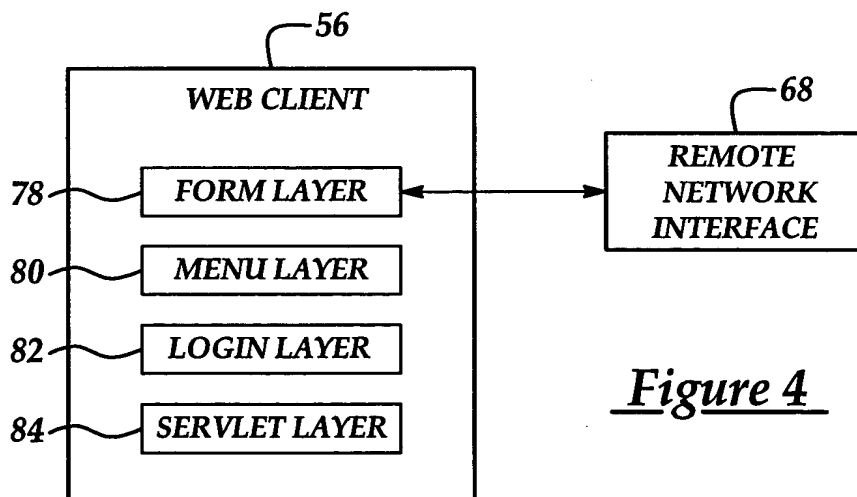 56
WEB CLIENT
68
REMOTE
NETWORK
INTERFACE
78
FORM LAYER
80
MENU LAYER
82
LOGIN LAYER
84
SERVLET LAYER
Figure 4